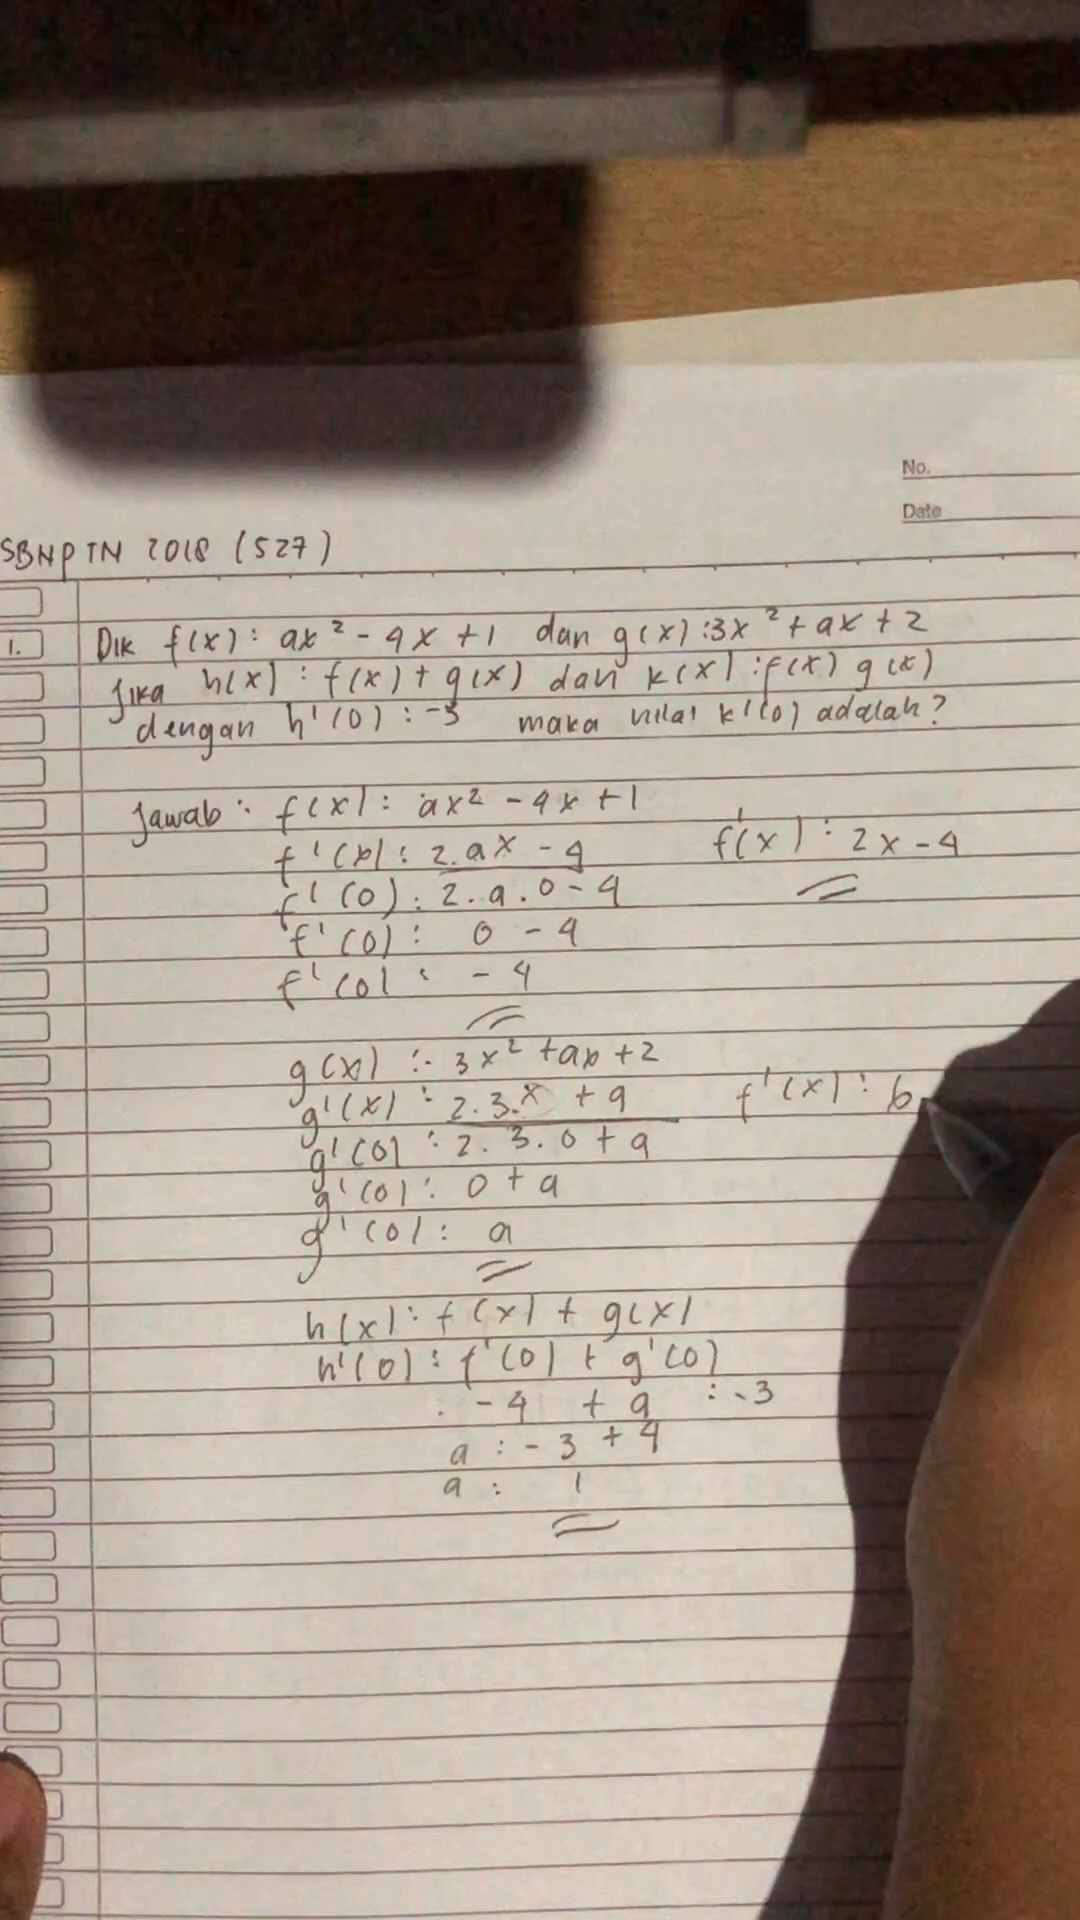 No.
Date
SBNPTN 2018 (527)
1. Dik f(x) : ax² - 4x + 1 dan g(x) : 3x² + ax + 2
Jika h(x) : f(x) + g(x) dan k(x) : f(x) g(x)
dengan h'(0) : -3 maka nilai k'(0) adalah?
Jawab : f(x) : ax² - 4x + 1
f'(x) : 2.ax - 4 f'(x) : 2x - 4
f'(0) : 2.a.0 - 4
f'(0) : 0 - 4
f'(0) : - 4
g(x) : 3x² + ax + 2
g'(x) : 2.3.x + a f'(x) : 6
g'(0) : 2.3.0 + a
g'(0) : 0 + a
g'(0) : a
h(x) : f(x) + g(x)
h'(0) : f'(0) + g'(0)
: -4 + a : -3
a : -3 + 4
a : 1